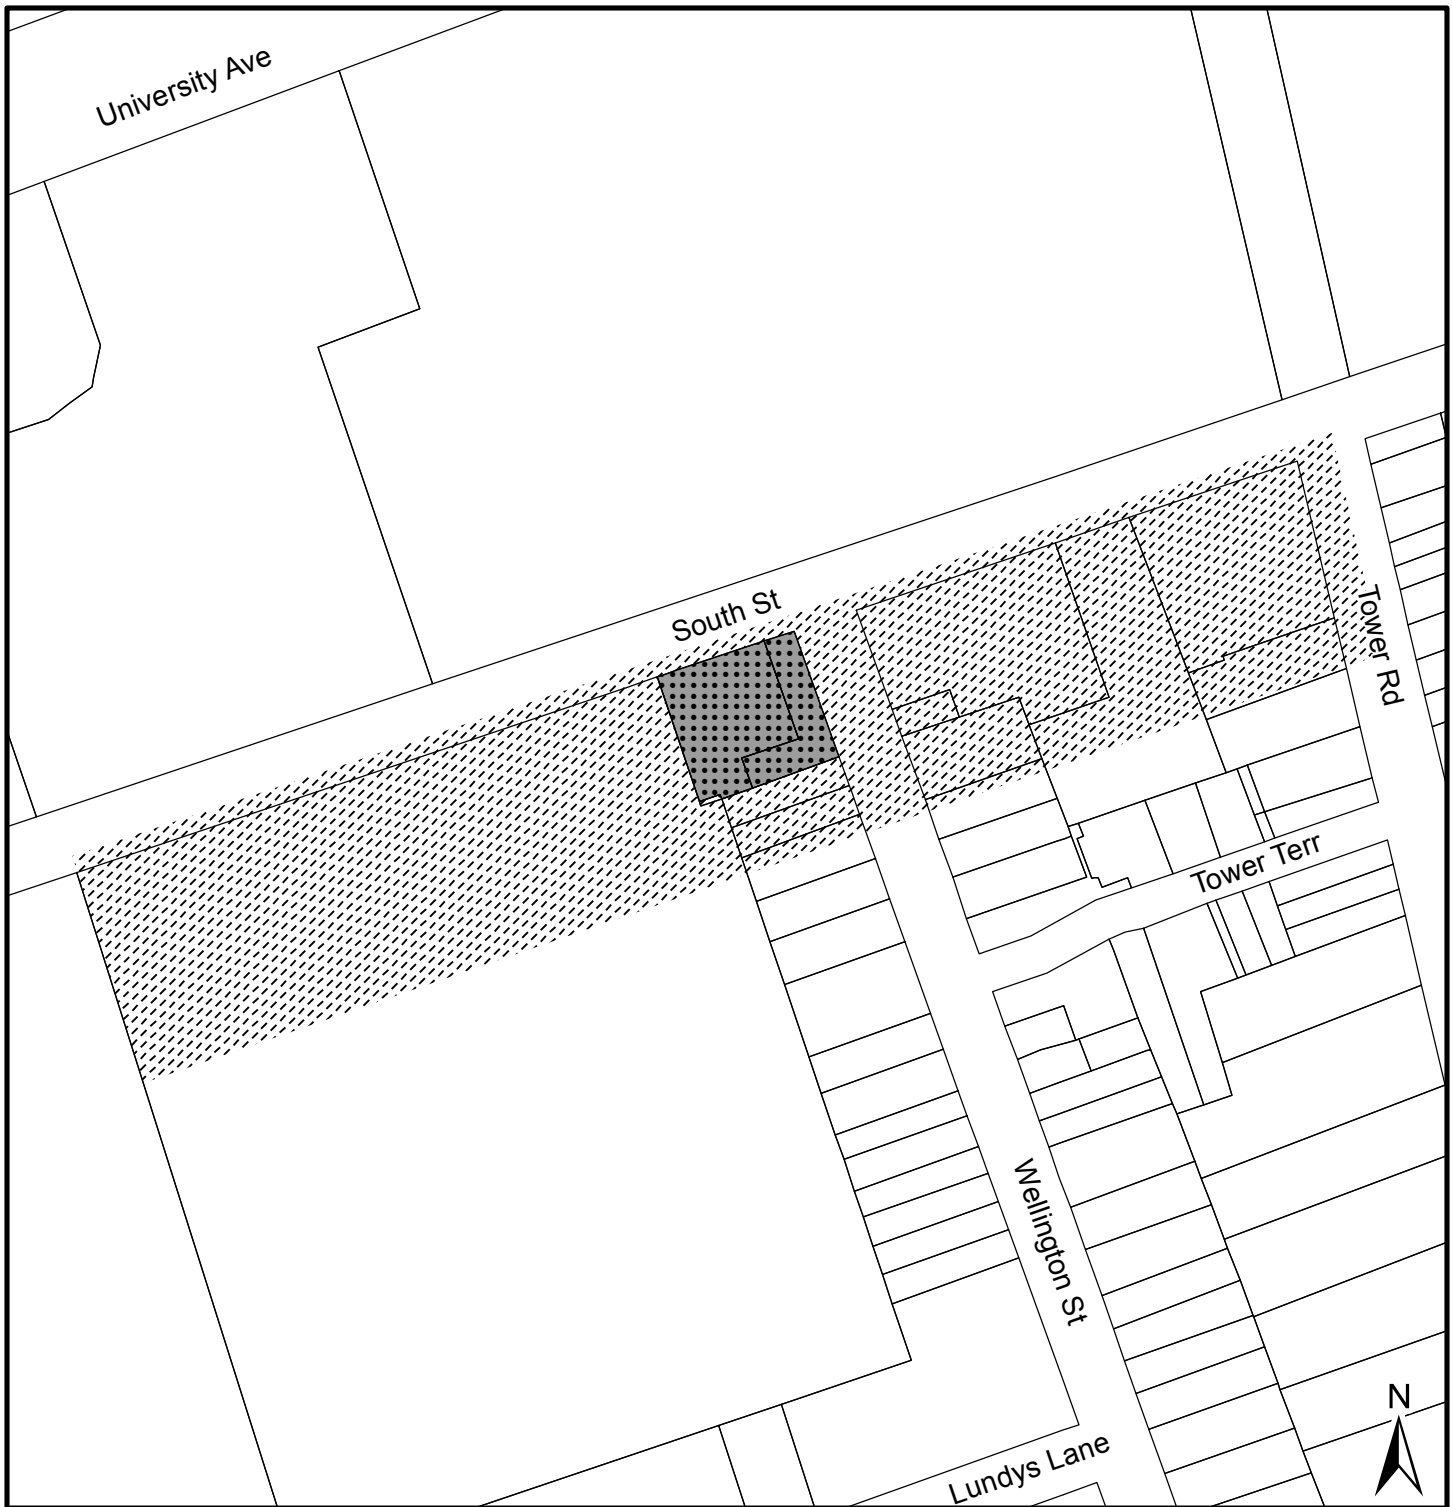 University Ave
South St
Tower Rd
Tower Terr
Wellington St
N
Lundys Lane